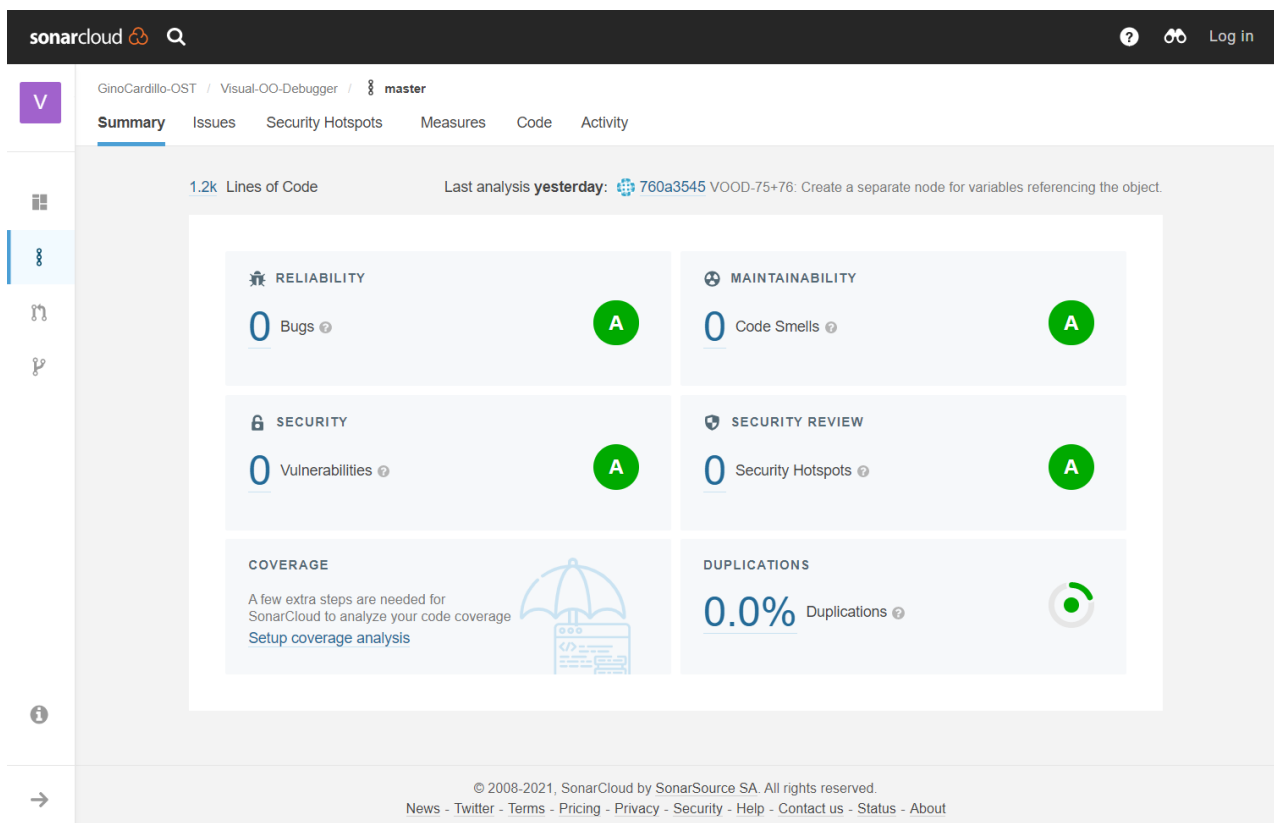 sonarcloud
Log in
V
GinoCardillo-OST / Visual-OO-Debugger / master
Summary Issues Security Hotspots Measures Code Activity
1.2k Lines of Code
Last analysis yesterday: 760a3545 VOOD-75+76: Create a separate node for variables referencing the object.
RELIABILITY
0 Bugs ?
A
MAINTAINABILITY
0 Code Smells ?
A
SECURITY
0 Vulnerabilities ?
A
SECURITY REVIEW
0 Security Hotspots ?
A
COVERAGE
A few extra steps are needed for
SonarCloud to analyze your code coverage
Setup coverage analysis
DUPLICATIONS
0.0% Duplications ?
© 2008-2021, SonarCloud by SonarSource SA. All rights reserved.
News - Twitter - Terms - Pricing - Privacy - Security - Help - Contact us - Status - About